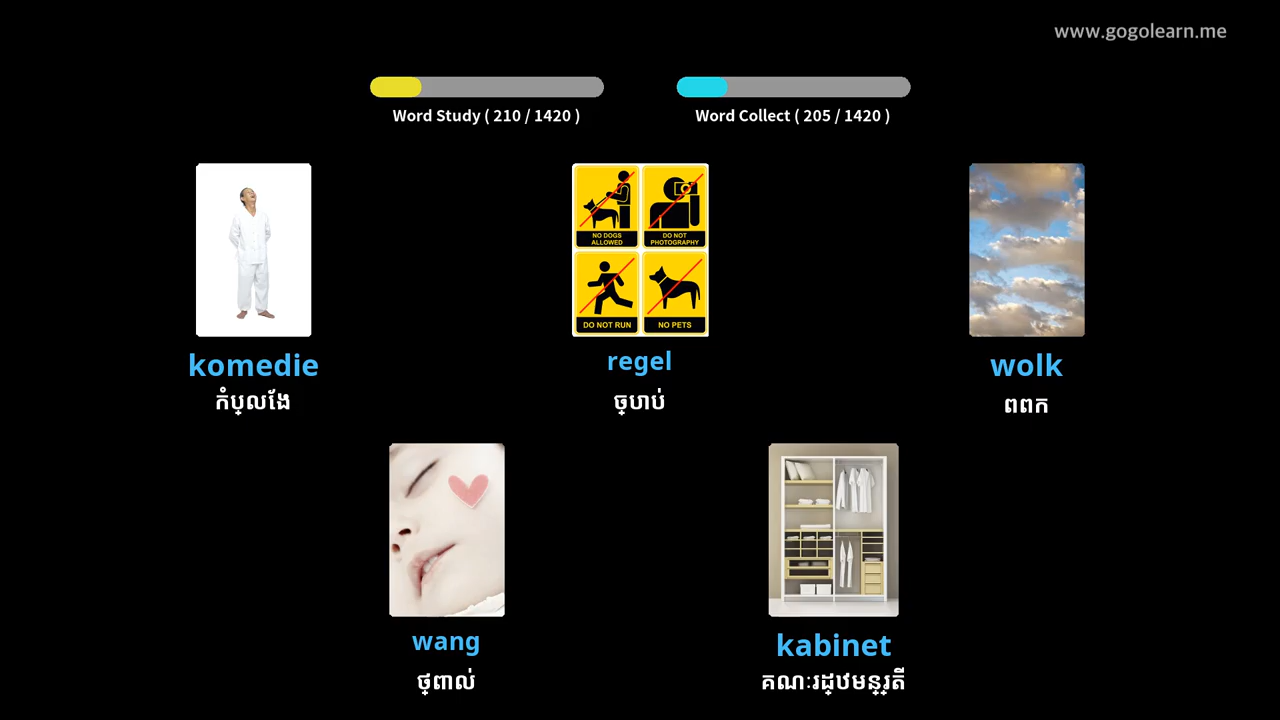 www.gogolearn.me
Word Study ( 210 / 1420 )
Word Collect ( 205 / 1420 )
NO DOGS
ALLOWED
DO NOT
PHOTOGRAPHY
DO NOT RUN
NO PETS
komedie
regel
wolk
កំប្លែង
ច្បាប់
ពពក
wang
kabinet
ថ្ពាល់
គណៈរដ្ឋមន្ត្រី